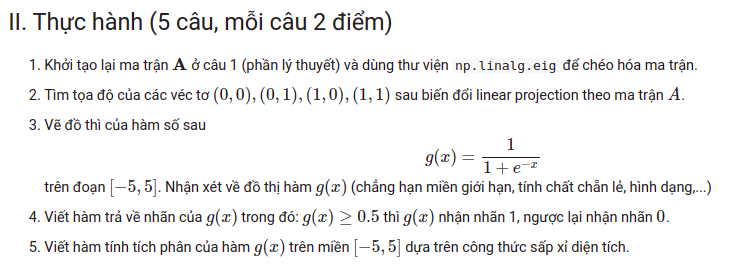 II. Thực hành (5 câu, mỗi câu 2 điểm)
1. Khởi tạo lại ma trận A ở câu 1 (phần lý thuyết) và dùng thư viện np.linalg.eig để chéo hóa ma trận.
2. Tìm tọa độ của các véc tơ (0, 0), (0, 1), (1, 0), (1, 1) sau biến đổi linear projection theo ma trận A.
3. Vẽ đồ thì của hàm số sau
g(x) = 1 / (1 + e^{-x})
trên đoạn [−5, 5]. Nhận xét về đồ thị hàm g(x) (chẳng hạn miền giới hạn, tính chất chẵn lẻ, hình dạng,...)
4. Viết hàm trả về nhãn của g(x) trong đó: g(x) ≥ 0.5 thì g(x) nhận nhãn 1, ngược lại nhận nhãn 0.
5. Viết hàm tính tích phân của hàm g(x) trên miền [−5, 5] dựa trên công thức sấp xỉ diện tích.